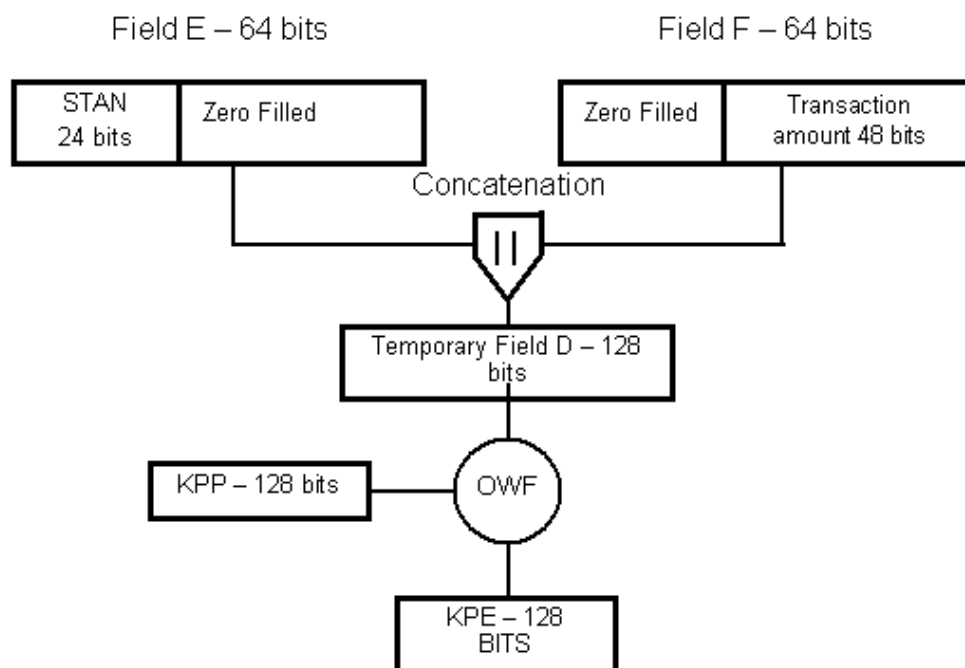 Field E – 64 bits
Field F – 64 bits
STAN
24 bits
Zero Filled
Zero Filled
Transaction
amount 48 bits
Concatenation
||
Temporary Field D – 128
bits
KPP – 128 bits
OWF
KPE – 128
BITS